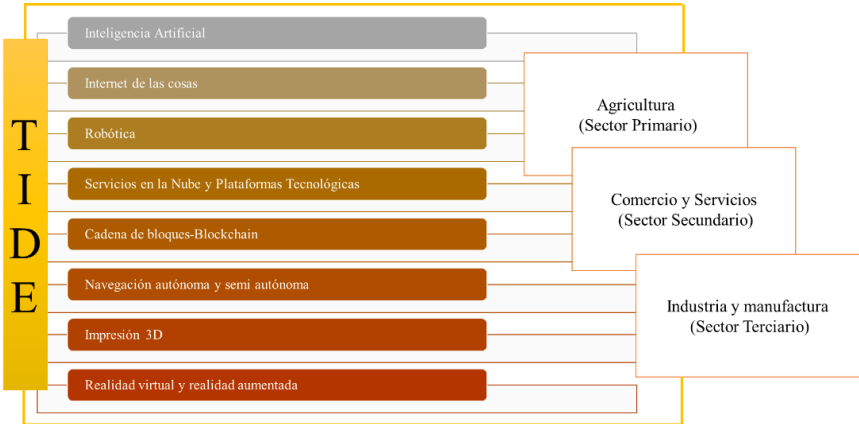 T
I
D
E
Inteligencia Artificial
Internet de las cosas
Robótica
Servicios en la Nube y Plataformas Tecnológicas
Cadena de bloques-Blockchain
Navegación autónoma y semi autónoma
Impresión 3D
Realidad virtual y realidad aumentada
Agricultura
(Sector Primario)
Comercio y Servicios
(Sector Secundario)
Industria y manufactura
(Sector Terciario)